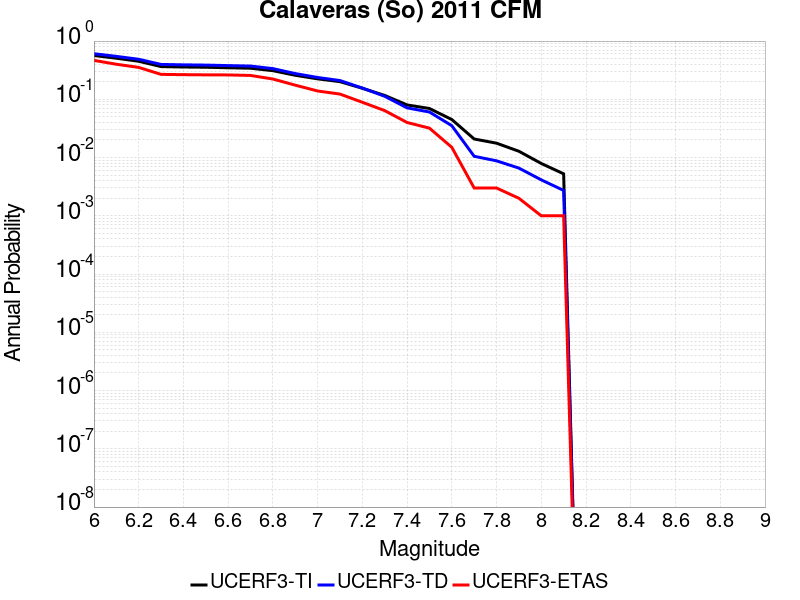 Calaveras (So) 2011 CFM
10^0
10^-1
10^-2
10^-3
10^-4
10^-5
10^-6
10^-7
10^-8
Annual Probability
6 6.2 6.4 6.6 6.8 7 7.2 7.4 7.6 7.8 8 8.2 8.4 8.6 8.8 9
Magnitude
UCERF3-TI UCERF3-TD UCERF3-ETAS